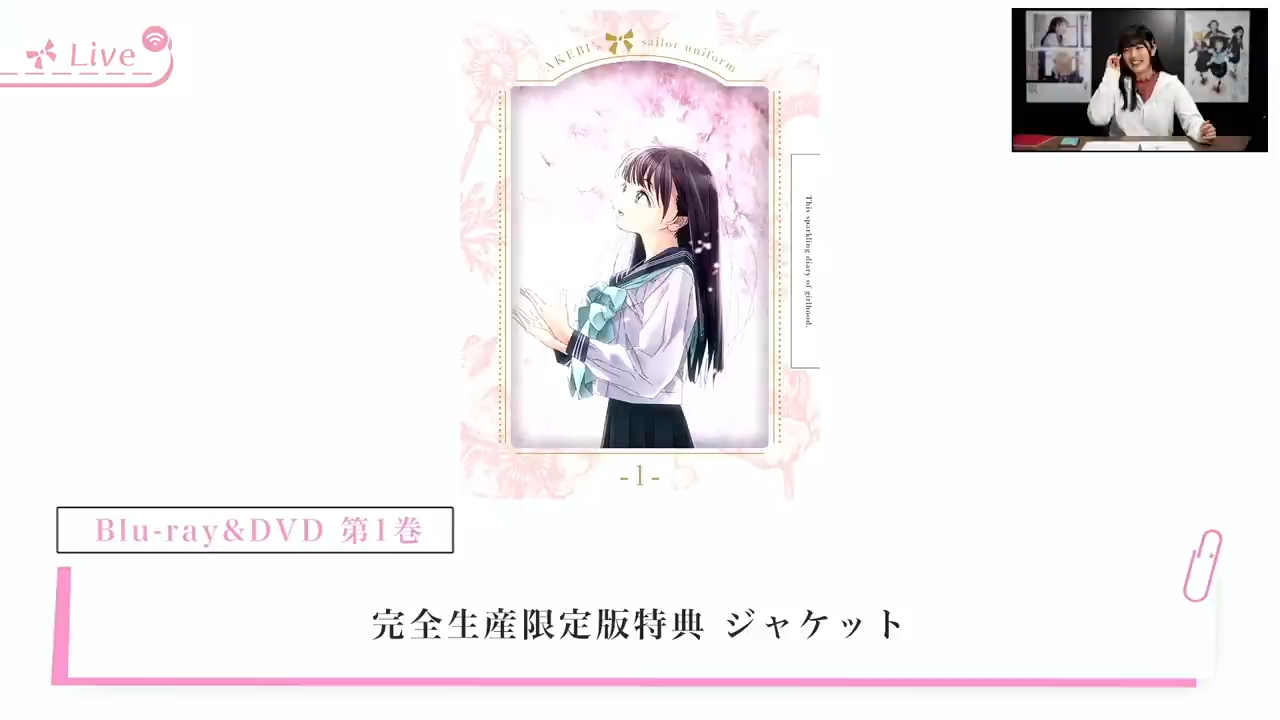 Live
AKEBI's sailor uniform
This sparkling diary of girlhood.
-1-
Blu-ray&DVD 第1巻
完全生産限定版特典 ジャケット